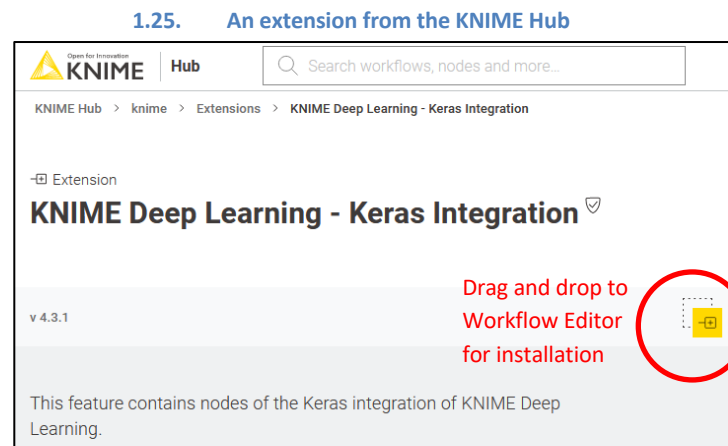 1.25. An extension from the KNIME Hub
Open for Innovation
KNIME
Hub
Search workflows, nodes and more...
KNIME Hub > knime > Extensions > KNIME Deep Learning - Keras Integration
Extension
KNIME Deep Learning - Keras Integration
v 4.3.1
Drag and drop to
Workflow Editor
for installation
This feature contains nodes of the Keras integration of KNIME Deep
Learning.